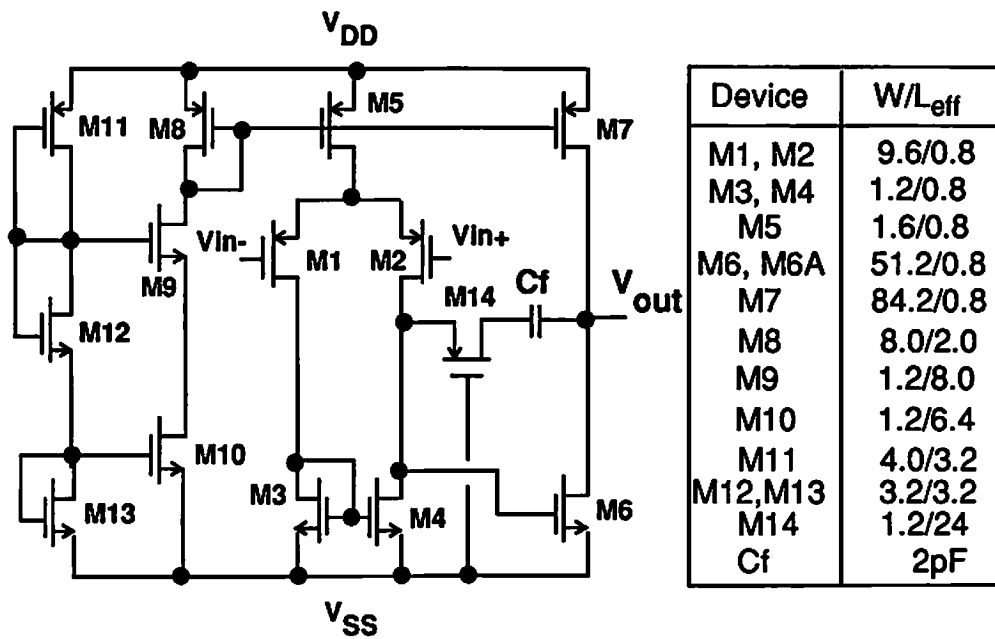 VDD
M11
M8
M5
M7
Vin-
M1
M2
Vin+
M9
M14
Cf
Vout
M12
M10
M13
M3
M4
M6
VSS
Device W/Leff
M1, M2 9.6/0.8
M3, M4 1.2/0.8
M5 1.6/0.8
M6, M6A 51.2/0.8
M7 84.2/0.8
M8 8.0/2.0
M9 1.2/8.0
M10 1.2/6.4
M11 4.0/3.2
M12,M13 3.2/3.2
M14 1.2/24
Cf 2pF